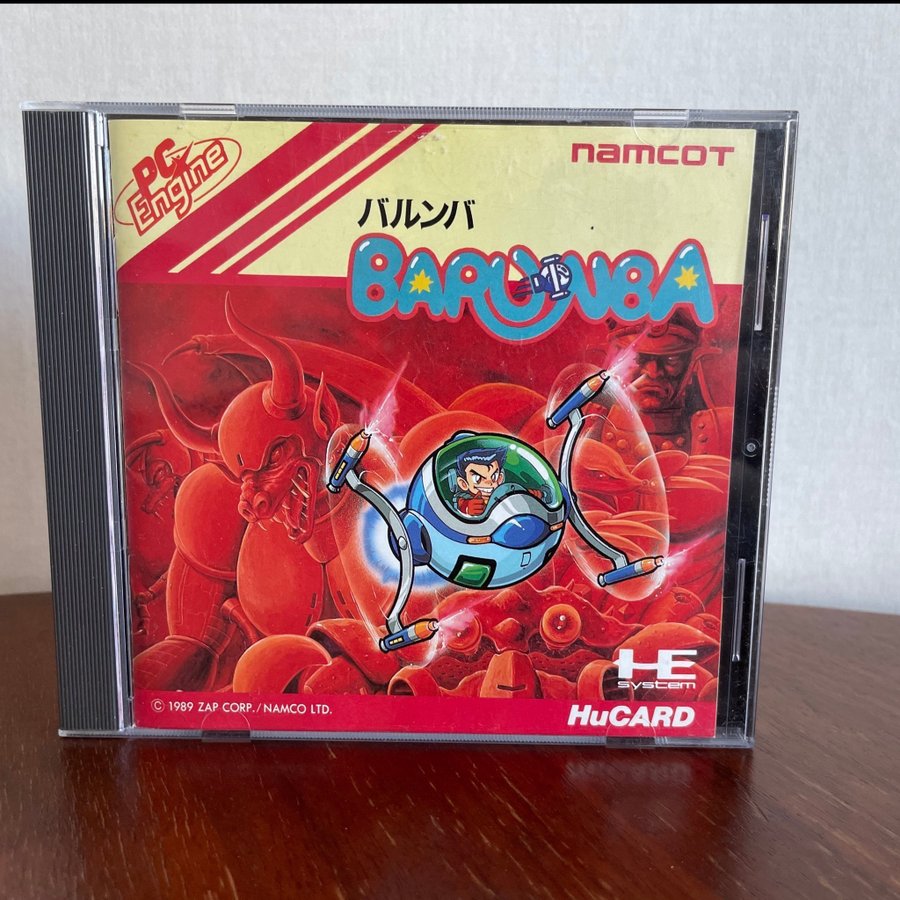 PC Engine
namcot
バルンバ
BARUNBA
HE
system
© 1989 ZAP CORP./NAMCO LTD.
HuCARD